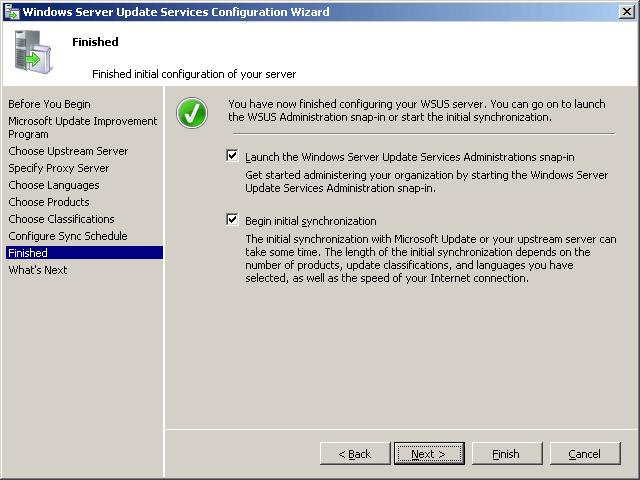 Windows Server Update Services Configuration Wizard
Finished
Finished initial configuration of your server
Before You Begin
Microsoft Update Improvement
Program
Choose Upstream Server
Specify Proxy Server
Choose Languages
Choose Products
Choose Classifications
Configure Sync Schedule
Finished
What's Next
You have now finished configuring your WSUS server. You can go on to launch
the WSUS Administration snap-in or start the initial synchronization.
Launch the Windows Server Update Services Administrations snap-in
Get started administering your organization by starting the Windows Server
Update Services Administration snap-in.
Begin initial synchronization
The initial synchronization with Microsoft Update or your upstream server can
take some time. The length of the initial synchronization depends on the
number of products, update classifications, and languages you have
selected, as well as the speed of your Internet connection.
< Back
Next >
Finish
Cancel